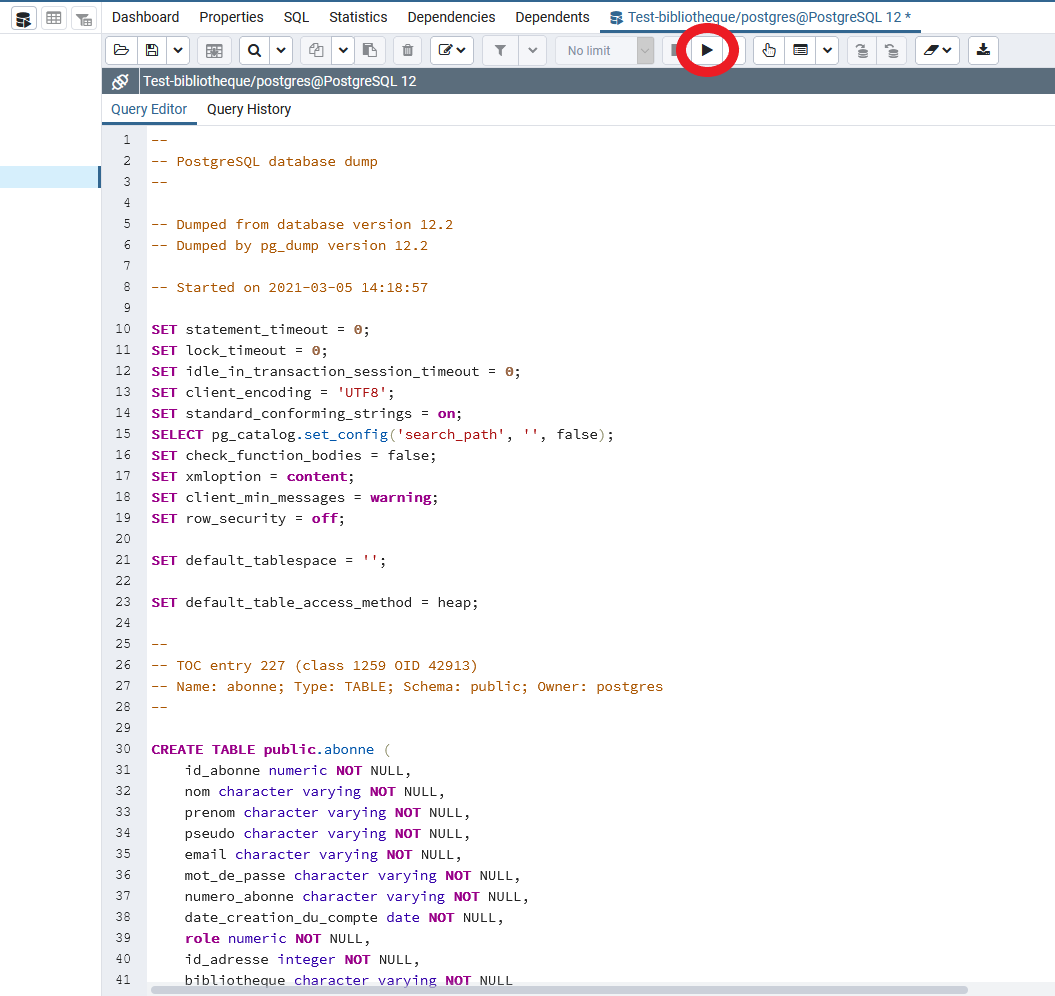 Dashboard Properties SQL Statistics Dependencies Dependents Test-bibliotheque/postgres@PostgreSQL 12 *
No limit
Test-bibliotheque/postgres@PostgreSQL 12
Query Editor Query History
1 --
2 -- PostgreSQL database dump
3 --
4
5 -- Dumped from database version 12.2
6 -- Dumped by pg_dump version 12.2
7
8 -- Started on 2021-03-05 14:18:57
9
10 SET statement_timeout = 0;
11 SET lock_timeout = 0;
12 SET idle_in_transaction_session_timeout = 0;
13 SET client_encoding = 'UTF8';
14 SET standard_conforming_strings = on;
15 SELECT pg_catalog.set_config('search_path', '', false);
16 SET check_function_bodies = false;
17 SET xmloption = content;
18 SET client_min_messages = warning;
19 SET row_security = off;
20
21 SET default_tablespace = '';
22
23 SET default_table_access_method = heap;
24
25 --
26 -- TOC entry 227 (class 1259 OID 42913)
27 -- Name: abonne; Type: TABLE; Schema: public; Owner: postgres
28 --
29
30 CREATE TABLE public.abonne (
31 id_abonne numeric NOT NULL,
32 nom character varying NOT NULL,
33 prenom character varying NOT NULL,
34 pseudo character varying NOT NULL,
35 email character varying NOT NULL,
36 mot_de_passe character varying NOT NULL,
37 numero_abonne character varying NOT NULL,
38 date_creation_du_compte date NOT NULL,
39 role numeric NOT NULL,
40 id_adresse integer NOT NULL,
41 bibliotheque character varying NOT NULL